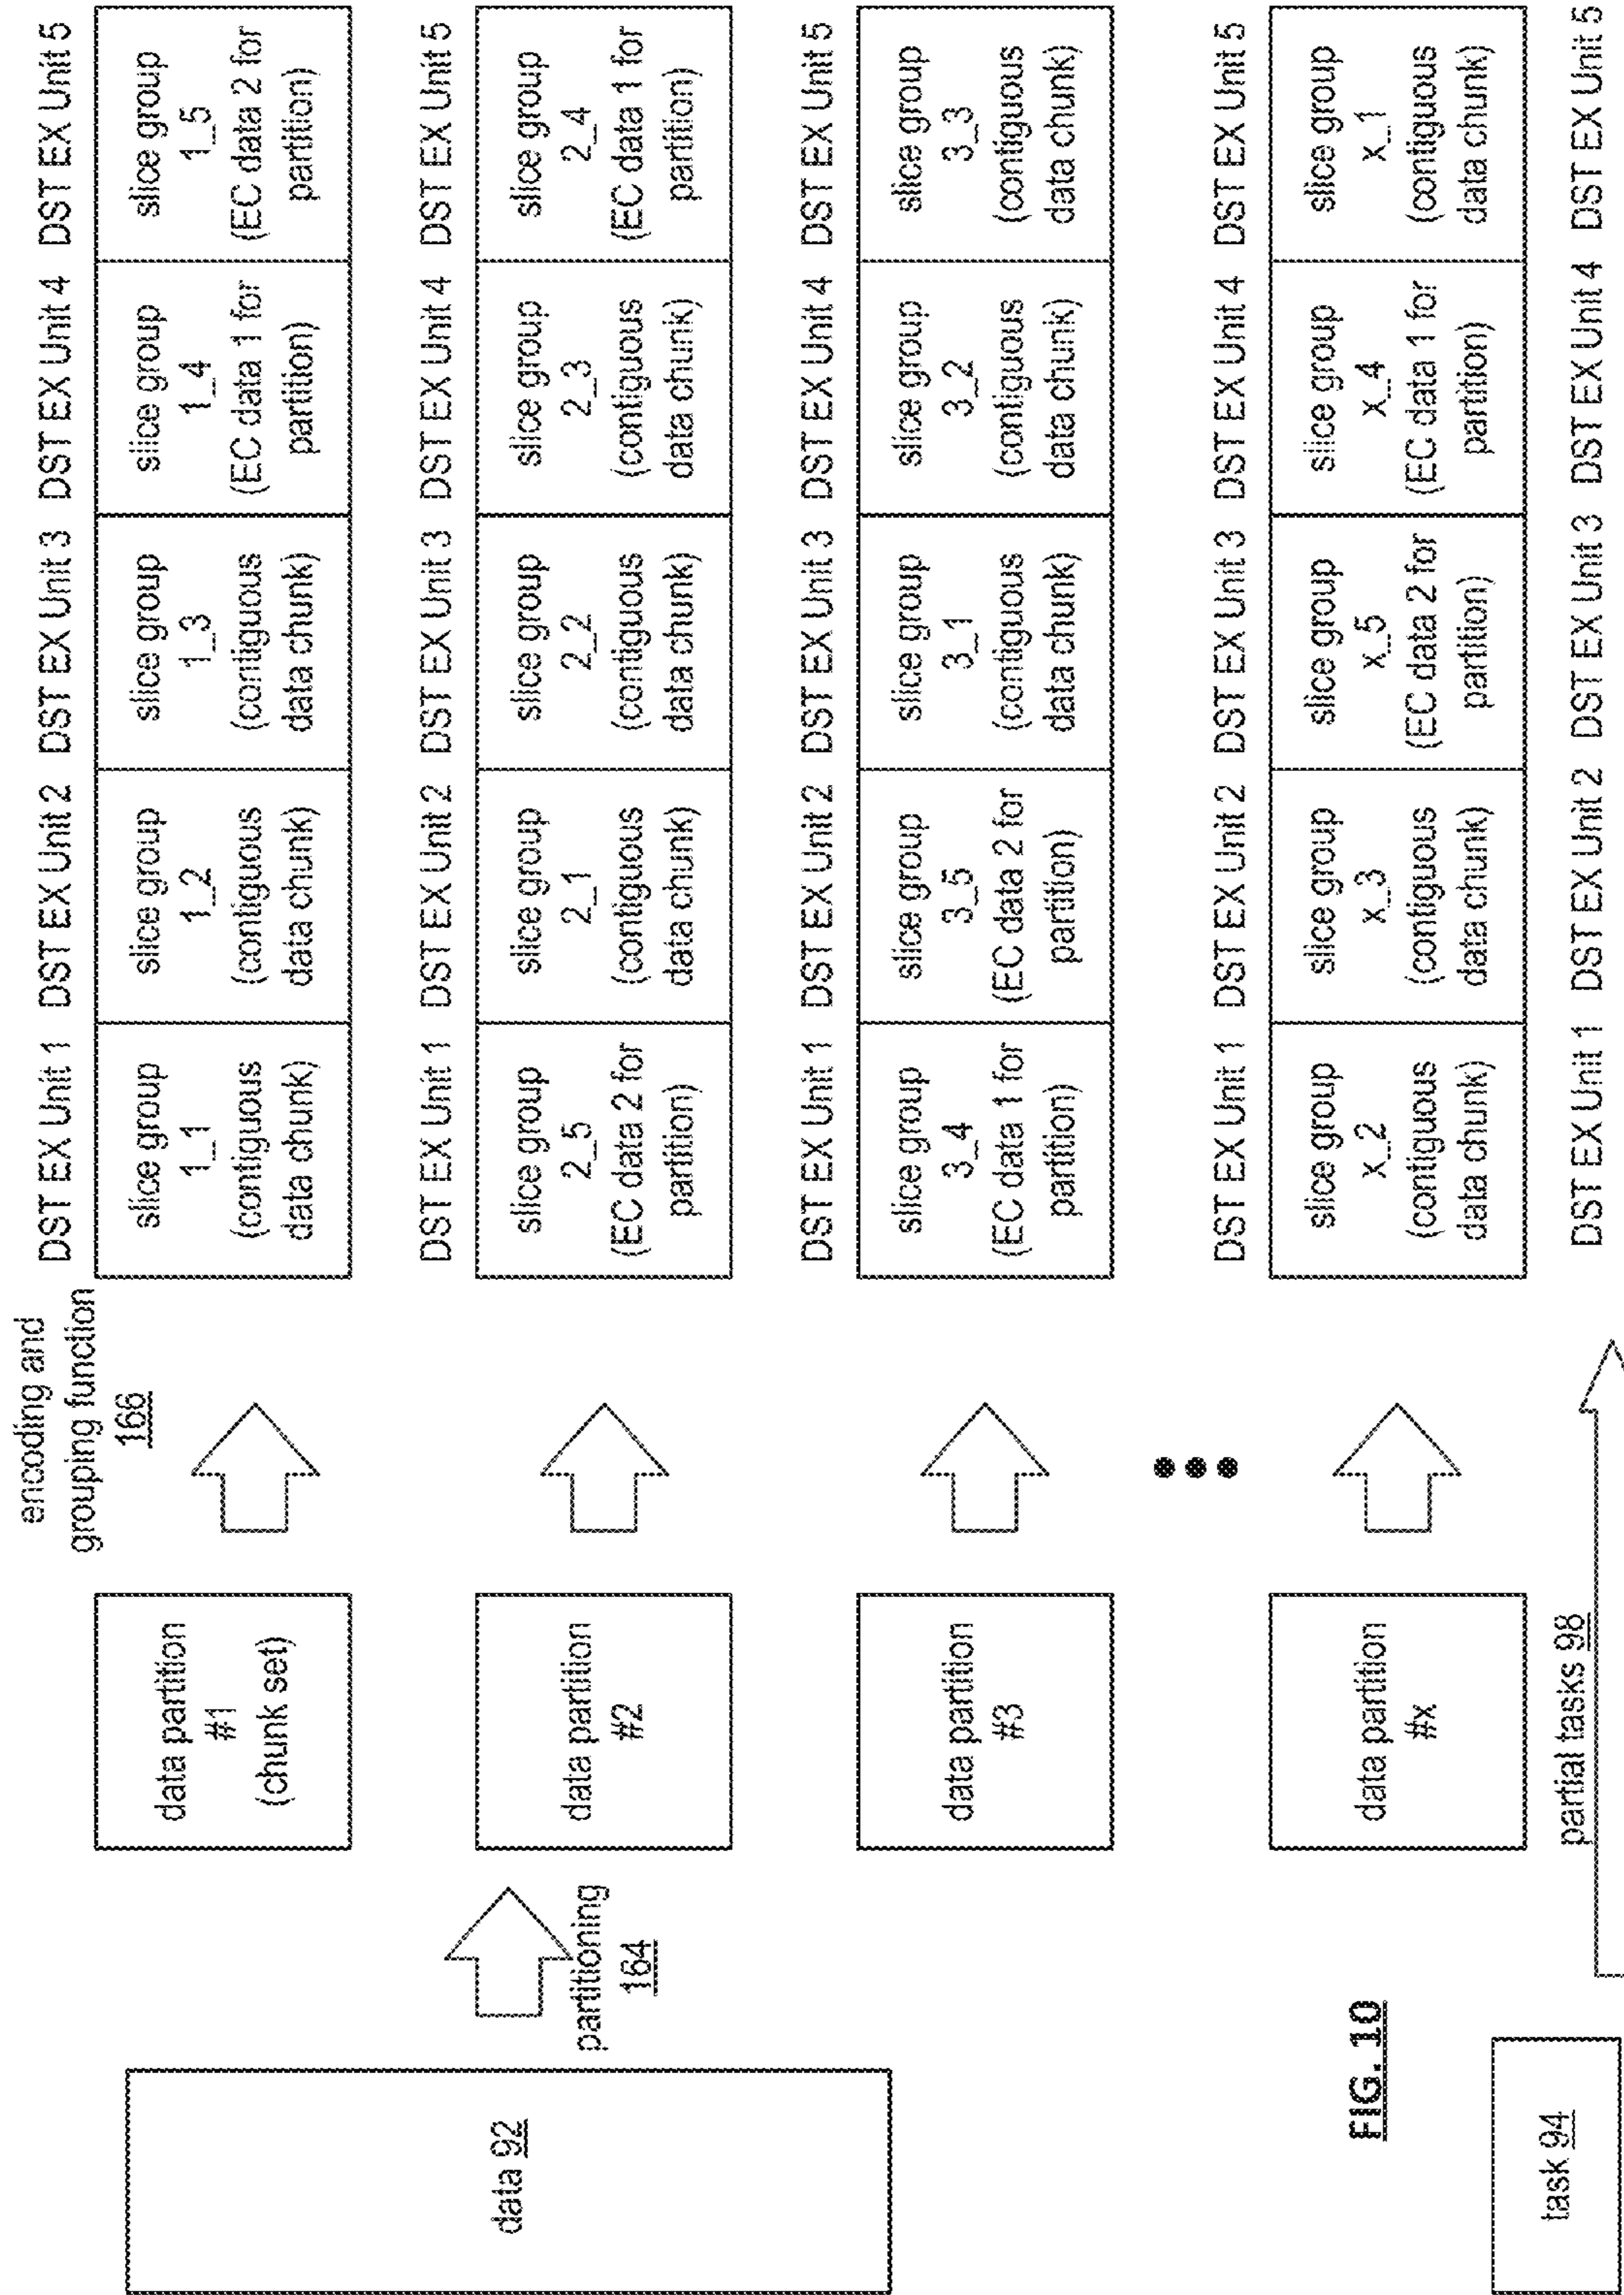 encoding and
grouping function
166
DST EX Unit 1
DST EX Unit 2
DST EX Unit 3
DST EX Unit 4
DST EX Unit 5
data partition
#1
(chunk set)
slice group
1_1
(contiguous
data chunk)
slice group
1_2
(contiguous
data chunk)
slice group
1_3
(contiguous
data chunk)
slice group
1_4
(EC data 1 for
partition)
slice group
1_5
(EC data 2 for
partition)
data 92
partitioning
164
DST EX Unit 1
DST EX Unit 2
DST EX Unit 3
DST EX Unit 4
DST EX Unit 5
data partition
#2
slice group
2_5
(EC data 2 for
partition)
slice group
2_1
(contiguous
data chunk)
slice group
2_2
(contiguous
data chunk)
slice group
2_3
(contiguous
data chunk)
slice group
2_4
(EC data 1 for
partition)
DST EX Unit 1
DST EX Unit 2
DST EX Unit 3
DST EX Unit 4
DST EX Unit 5
data partition
#3
slice group
3_4
(EC data 1 for
partition)
slice group
3_5
(EC data 2 for
partition)
slice group
3_1
(contiguous
data chunk)
slice group
3_2
(contiguous
data chunk)
slice group
3_3
(contiguous
data chunk)
DST EX Unit 1
DST EX Unit 2
DST EX Unit 3
DST EX Unit 4
DST EX Unit 5
data partition
#x
slice group
x_2
(contiguous
data chunk)
slice group
x_3
(contiguous
data chunk)
slice group
x_5
(EC data 2 for
partition)
slice group
x_4
(EC data 1 for
partition)
slice group
x_1
(contiguous
data chunk)
FIG. 10
task 94
partial tasks 98
DST EX Unit 1
DST EX Unit 2
DST EX Unit 3
DST EX Unit 4
DST EX Unit 5